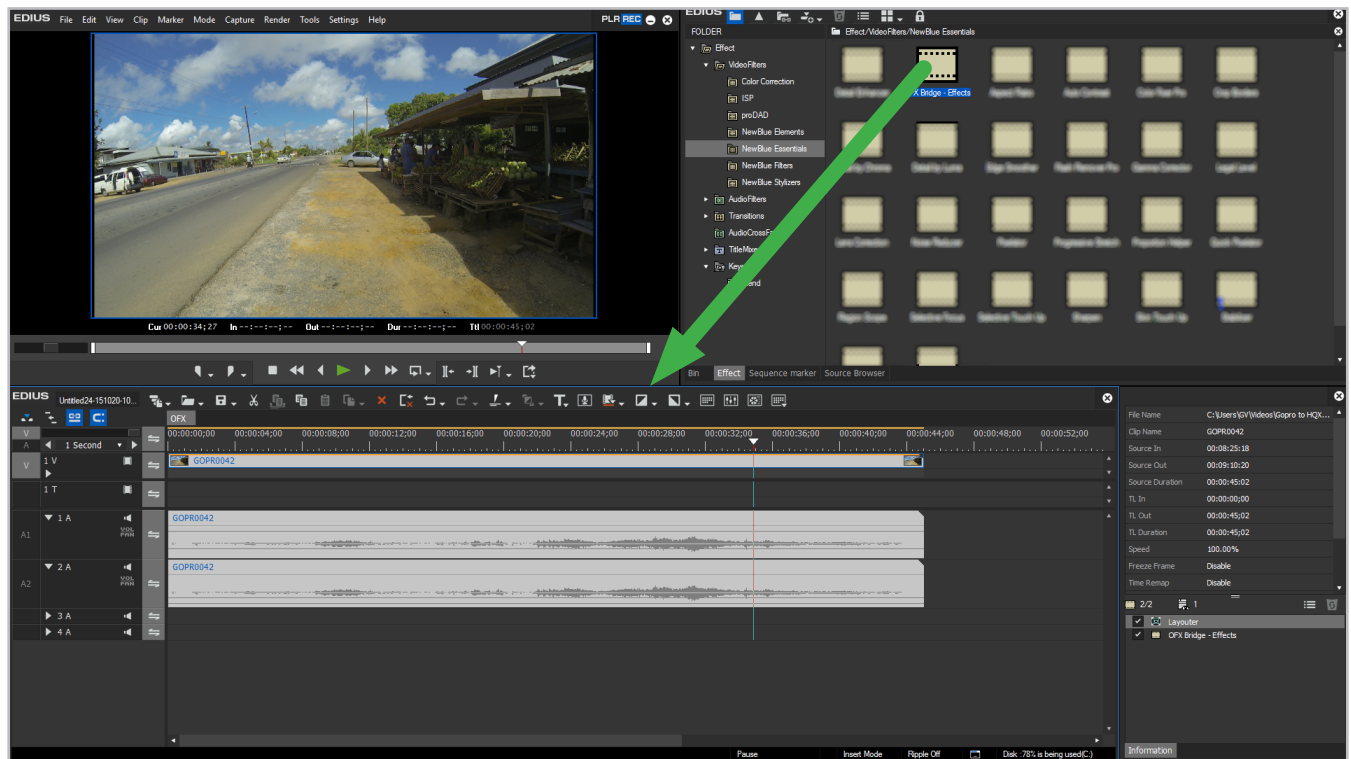 EDIUS File Edit View Clip Marker Mode Capture Render Tools Settings Help PLR REC
Cur 00:00:34;27 In --:--:--;-- Out --:--:--;-- Dur --:--:--;-- Ttl 00:00:45;02
EDIUS
FOLDER
Effect/VideoFilters/NewBlue Essentials
Effect
VideoFilters
Color Correction
ISP
proDAD
NewBlue Elements
NewBlue Essentials
NewBlue Filters
NewBlue Stylizers
AudioFilters
Transitions
AudioCrossFa
TitleMixe
Key
end
X Bridge - Effects
Bin Effect Sequence marker Source Browser
EDIUS Untitled24-151020-10...
OFX
V
A
1 Second
00:00:00;00 00:00:04;00 00:00:08;00 00:00:12;00 00:00:16;00 00:00:20;00 00:00:24;00 00:00:28;00 00:00:32;00 00:00:36;00 00:00:40;00 00:00:44;00 00:00:48;00 00:00:52;00
V 1 V GOPR0042
1 T
A1 1 A VOL PAN GOPR0042
A2 2 A VOL PAN GOPR0042
3 A
4 A
Pause Insert Mode Ripple Off Disk :78% is being used(C:)
File Name C:\Users\GV\Videos\Gopro to HQX...
Clip Name GOPR0042
Source In 00:08:25:18
Source Out 00:09:10:20
Source Duration 00:00:45:02
TL In 00:00:00;00
TL Out 00:00:45;02
TL Duration 00:00:45;02
Speed 100.00%
Freeze Frame Disable
Time Remap Disable
2/2 1
Layouter
OFX Bridge - Effects
Information